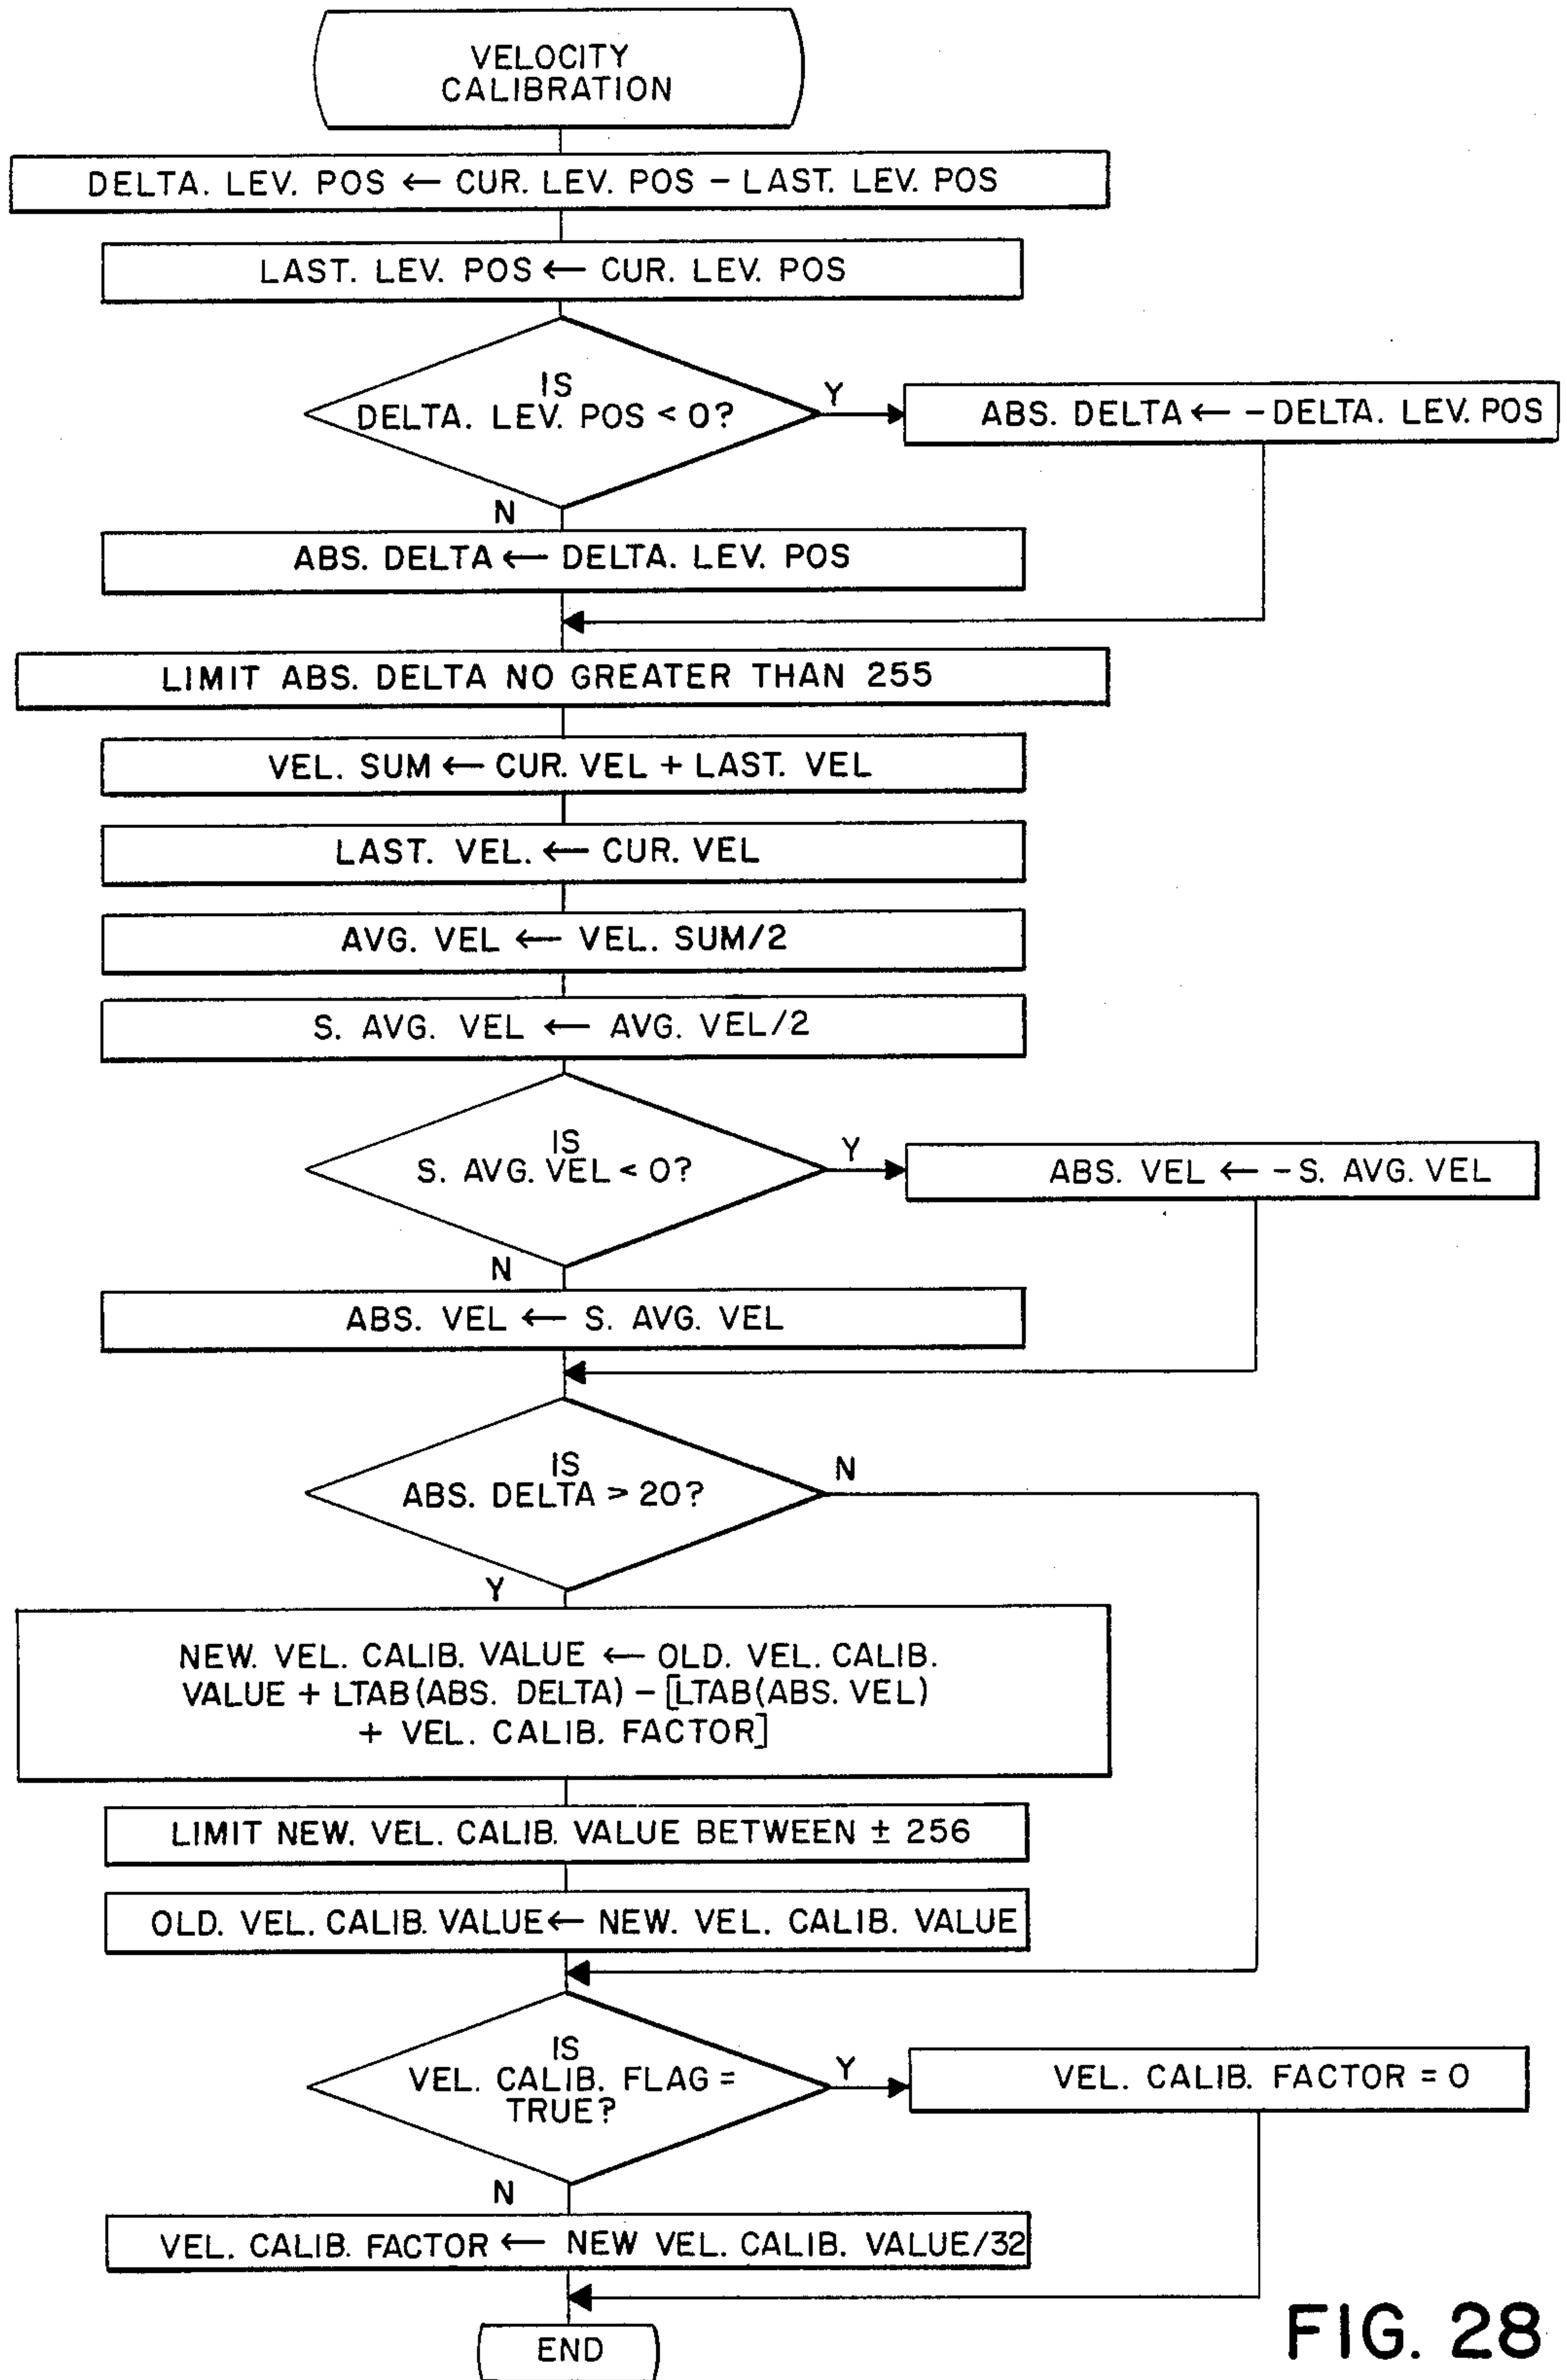 VELOCITY
CALIBRATION
DELTA. LEV. POS ← CUR. LEV. POS – LAST. LEV. POS
LAST. LEV. POS ← CUR. LEV. POS
IS
DELTA. LEV. POS < 0?
Y
ABS. DELTA ← – DELTA. LEV. POS
N
ABS. DELTA ← DELTA. LEV. POS
LIMIT ABS. DELTA NO GREATER THAN 255
VEL. SUM ← CUR. VEL + LAST. VEL
LAST. VEL. ← CUR. VEL
AVG. VEL ← VEL. SUM/2
S. AVG. VEL ← AVG. VEL/2
IS
S. AVG. VEL < 0?
Y
ABS. VEL ← – S. AVG. VEL
N
ABS. VEL ← S. AVG. VEL
IS
ABS. DELTA > 20?
N
Y
NEW. VEL. CALIB. VALUE ← OLD. VEL. CALIB.
VALUE + LTAB(ABS. DELTA) – [LTAB(ABS. VEL)
+ VEL. CALIB. FACTOR]
LIMIT NEW. VEL. CALIB. VALUE BETWEEN ± 256
OLD. VEL. CALIB. VALUE ← NEW. VEL. CALIB. VALUE
IS
VEL. CALIB. FLAG =
TRUE?
Y
VEL. CALIB. FACTOR = 0
N
VEL. CALIB. FACTOR ← NEW VEL. CALIB. VALUE/32
END
FIG. 28